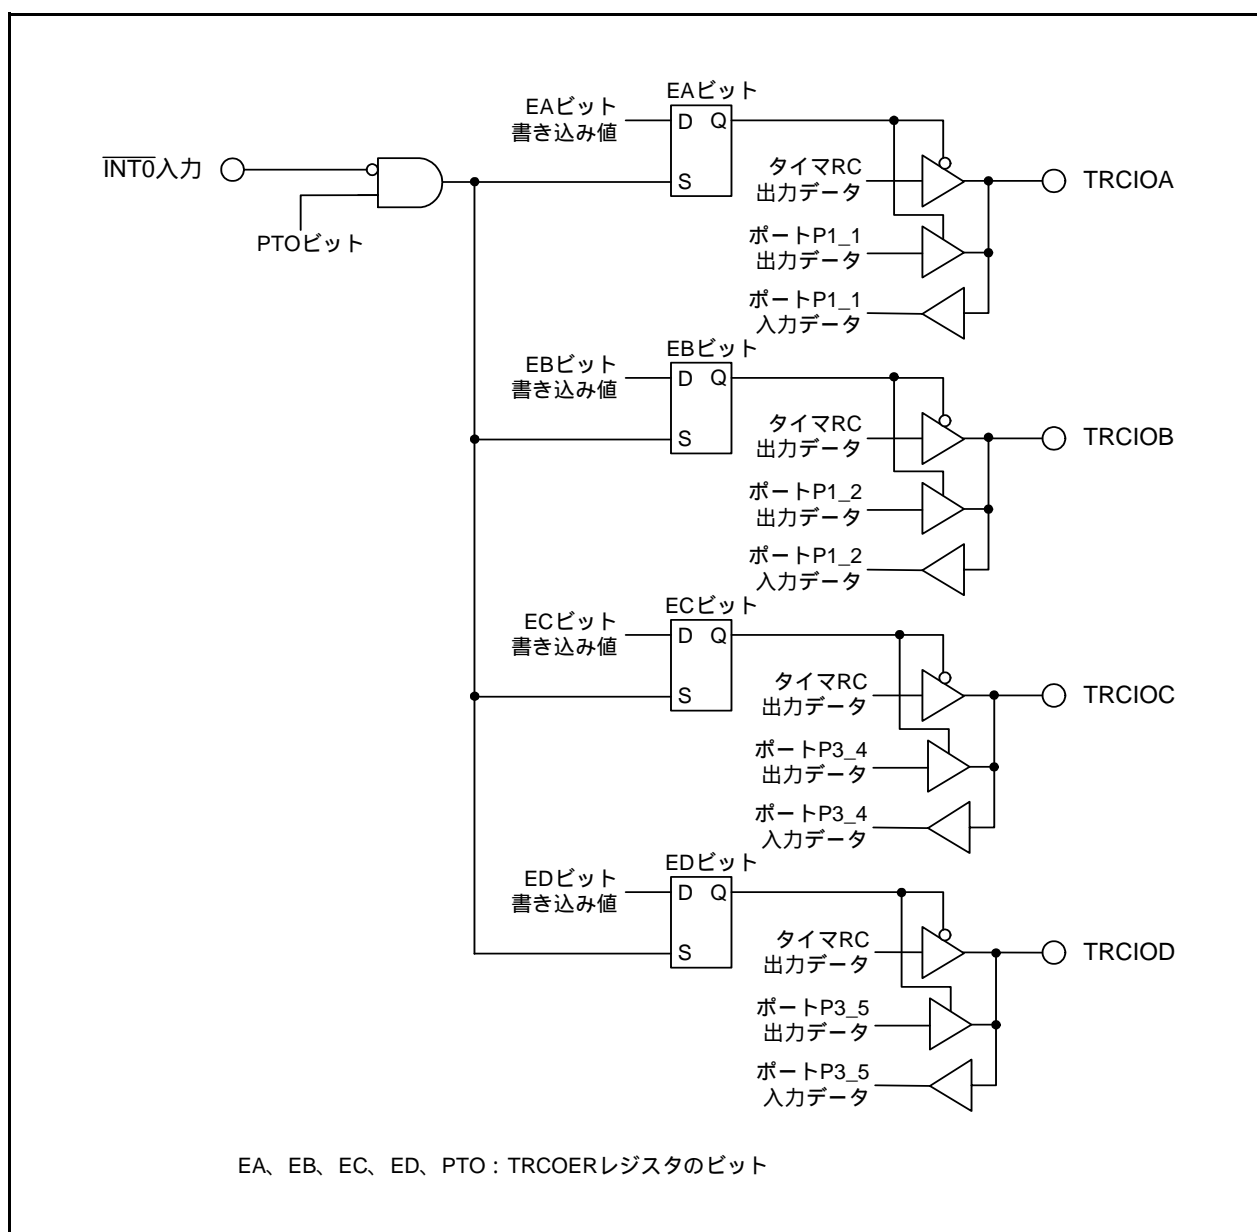 EAビット
EAビット
書き込み値
D Q
S
INT0入力
PTOビット
タイマRC
出力データ
TRCIOA
ポートP1_1
出力データ
ポートP1_1
入力データ
EBビット
EBビット
書き込み値
D Q
S
タイマRC
出力データ
TRCIOB
ポートP1_2
出力データ
ポートP1_2
入力データ
ECビット
ECビット
書き込み値
D Q
S
タイマRC
出力データ
TRCIOC
ポートP3_4
出力データ
ポートP3_4
入力データ
EDビット
EDビット
書き込み値
D Q
S
タイマRC
出力データ
TRCIOD
ポートP3_5
出力データ
ポートP3_5
入力データ
EA、EB、EC、ED、PTO：TRCOERレジスタのビット